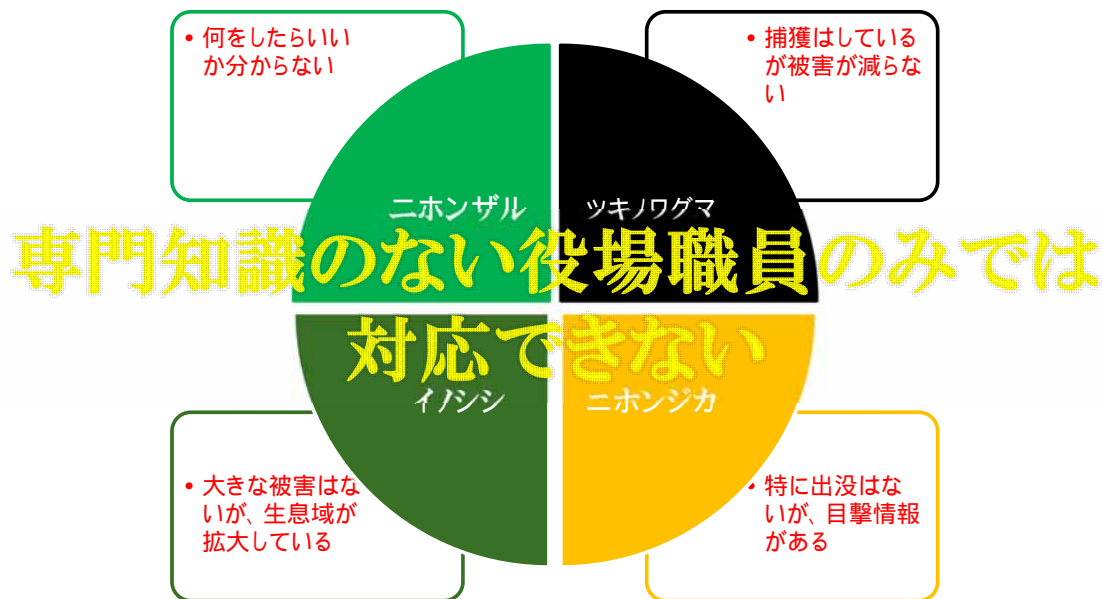 • 何をしたらいい
か分からない
• 捕獲はしている
が被害が減らな
い
ニホンザル
ツキノワグマ
専門知識のない役場職員のみでは
対応できない
イノシシ
ニホンジカ
• 大きな被害はな
いが、生息域が
拡大している
• 特に出没はな
いが、目撃情報
がある